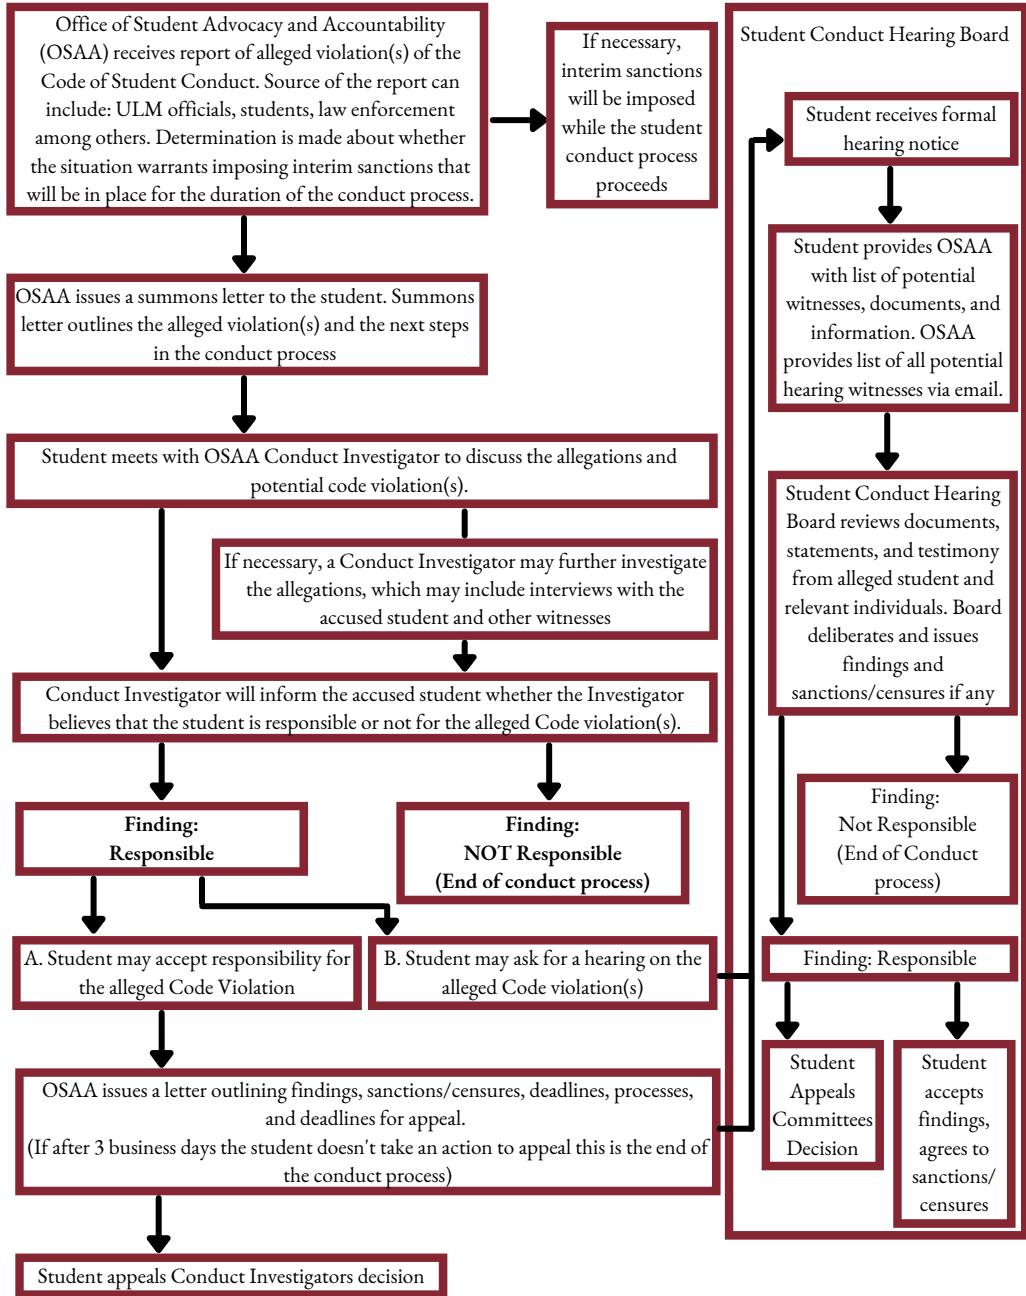 Office of Student Advocacy and Accountability
(OSAA) receives report of alleged violation(s) of the
Code of Student Conduct. Source of the report can
include: ULM officials, students, law enforcement
among others. Determination is made about whether
the situation warrants imposing interim sanctions that
will be in place for the duration of the conduct process.
If necessary,
interim sanctions
will be imposed
while the student
conduct process
proceeds
OSAA issues a summons letter to the student. Summons
letter outlines the alleged violation(s) and the next steps
in the conduct process
Student meets with OSAA Conduct Investigator to discuss the allegations and
potential code violation(s).
If necessary, a Conduct Investigator may further investigate
the allegations, which may include interviews with the
accused student and other witnesses
Conduct Investigator will inform the accused student whether the Investigator
believes that the student is responsible or not for the alleged Code violation(s).
Finding:
Responsible
Finding:
NOT Responsible
(End of conduct process)
A. Student may accept responsibility for
the alleged Code Violation
B. Student may ask for a hearing on the
alleged Code violation(s)
OSAA issues a letter outlining findings, sanctions/censures, deadlines, processes,
and deadlines for appeal.
(If after 3 business days the student doesn't take an action to appeal this is the end of
the conduct process)
Student appeals Conduct Investigators decision
Student Conduct Hearing Board
Student receives formal
hearing notice
Student provides OSAA
with list of potential
witnesses, documents, and
information. OSAA
provides list of all potential
hearing witnesses via email.
Student Conduct Hearing
Board reviews documents,
statements, and testimony
from alleged student and
relevant individuals. Board
deliberates and issues
findings and
sanctions/censures if any
Finding:
Not Responsible
(End of Conduct
process)
Finding: Responsible
Student
Appeals
Committees
Decision
Student
accepts
findings,
agrees to
sanctions/
censures